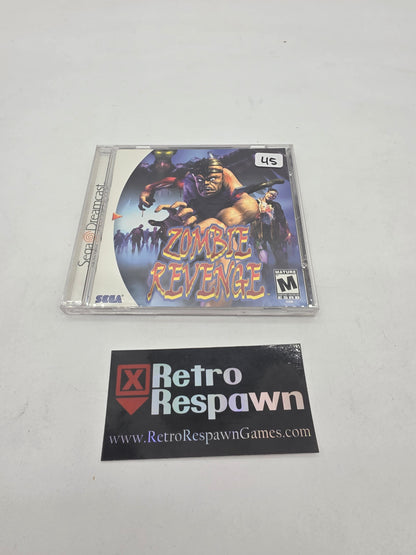 45
Sega Dreamcast
ZOMBIE
REVENGE
SEGA
MATURE
M
ESRB
X Retro
Respawn
www.RetroRespawnGames.com